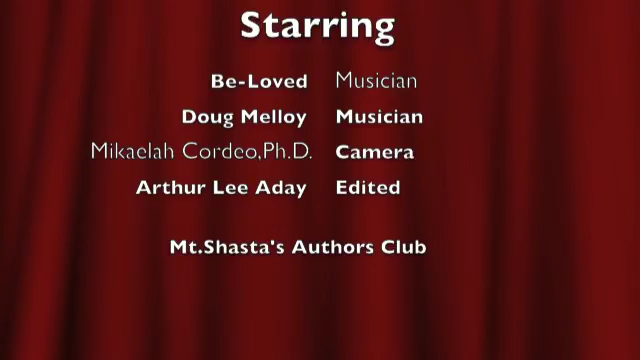 Starring
Be-Loved Musician
Doug Melloy Musician
Mikaelah Cordeo,Ph.D. Camera
Arthur Lee Aday Edited
Mt.Shasta's Authors Club